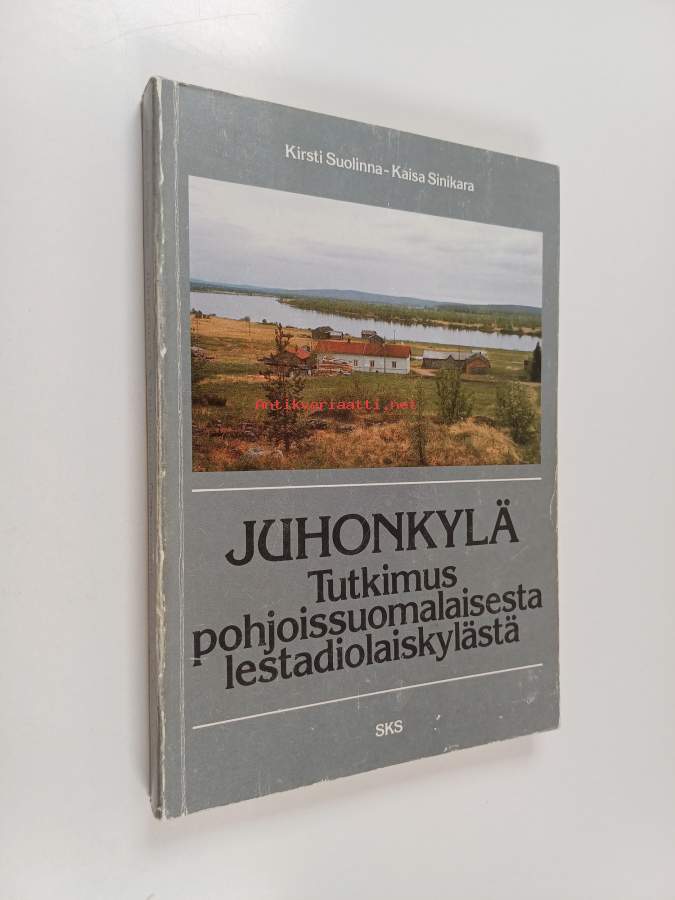 Kirsti Suolinna - Kaisa Sinikara
Antikvariaatti.net
JUHONKYLÄ
Tutkimus
pohjoissuomalaisesta
lestadiolaiskylästä
SKS